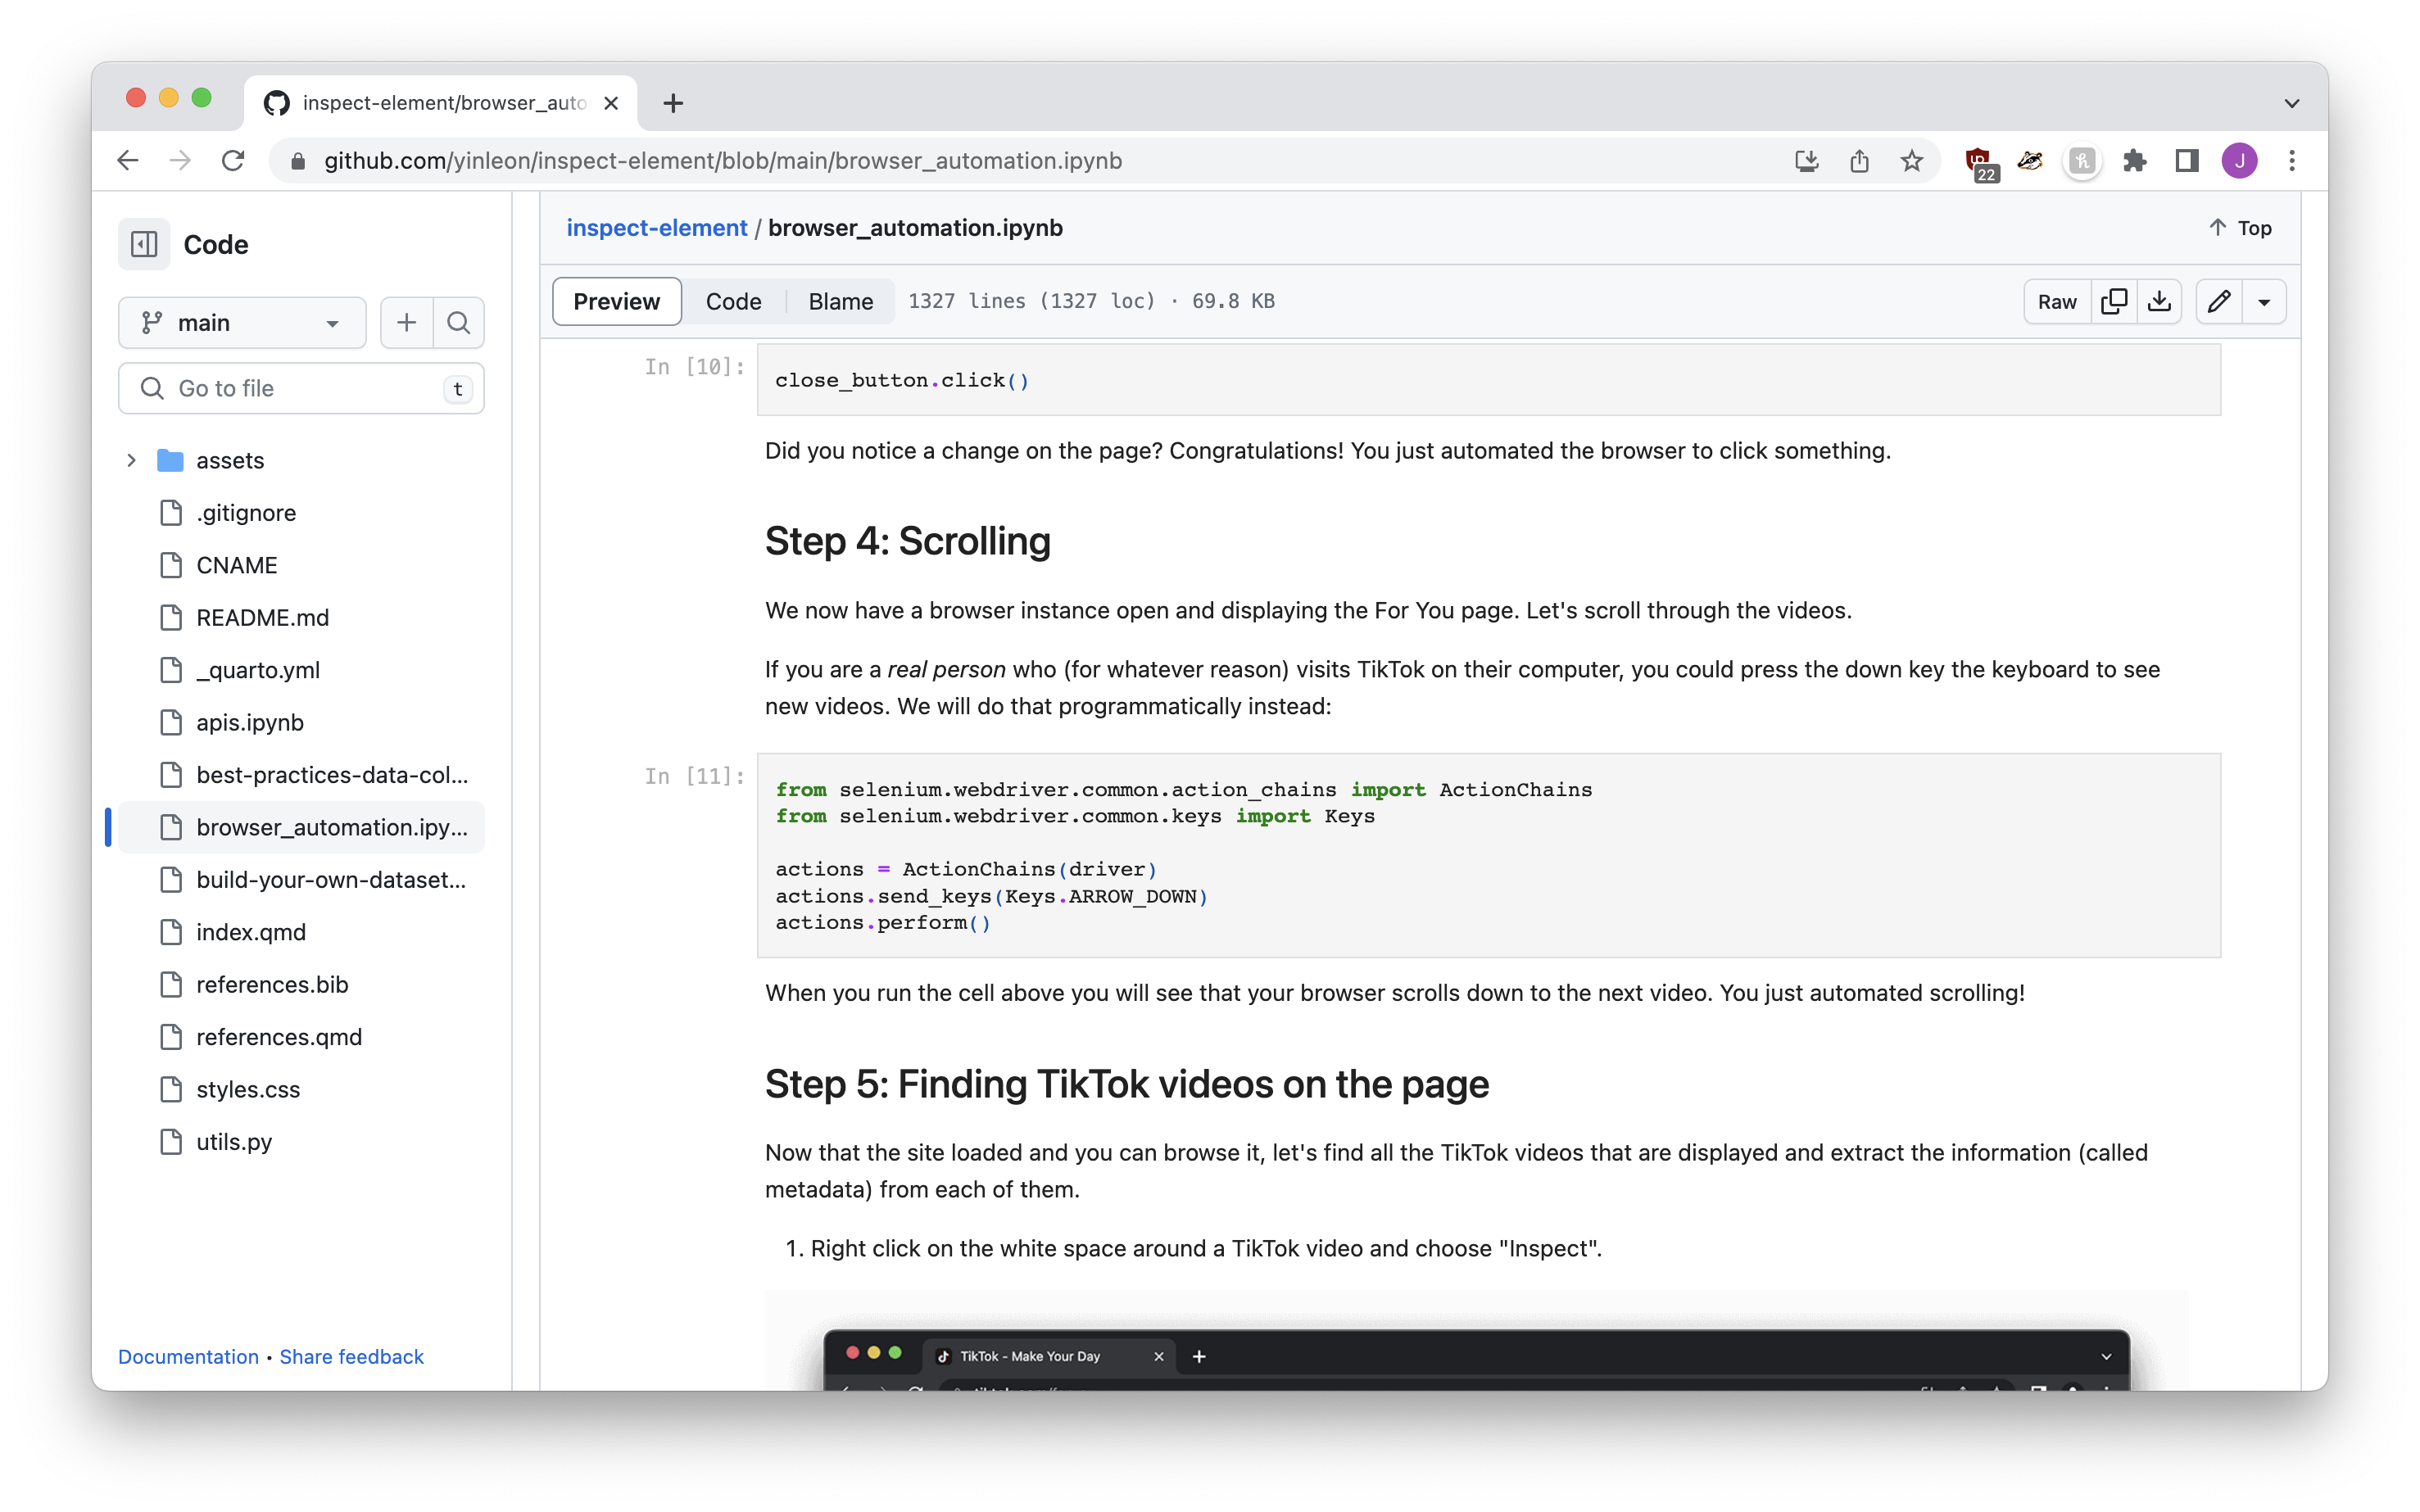 inspect-element/browser_auto
github.com/yinleon/inspect-element/blob/main/browser_automation.ipynb
22
J
Code
inspect-element / browser_automation.ipynb
Top
main
Preview Code Blame 1327 lines (1327 loc) · 69.8 KB
Raw
Go to file t
assets
.gitignore
CNAME
README.md
_quarto.yml
apis.ipynb
best-practices-data-col...
browser_automation.ipy...
build-your-own-dataset...
index.qmd
references.bib
references.qmd
styles.css
utils.py
Documentation • Share feedback
In [10]: close_button.click()
Did you notice a change on the page? Congratulations! You just automated the browser to click something.
Step 4: Scrolling
We now have a browser instance open and displaying the For You page. Let's scroll through the videos.
If you are a real person who (for whatever reason) visits TikTok on their computer, you could press the down key the keyboard to see
new videos. We will do that programmatically instead:
In [11]: from selenium.webdriver.common.action_chains import ActionChains
from selenium.webdriver.common.keys import Keys
actions = ActionChains(driver)
actions.send_keys(Keys.ARROW_DOWN)
actions.perform()
When you run the cell above you will see that your browser scrolls down to the next video. You just automated scrolling!
Step 5: Finding TikTok videos on the page
Now that the site loaded and you can browse it, let's find all the TikTok videos that are displayed and extract the information (called
metadata) from each of them.
1. Right click on the white space around a TikTok video and choose "Inspect".
TikTok - Make Your Day